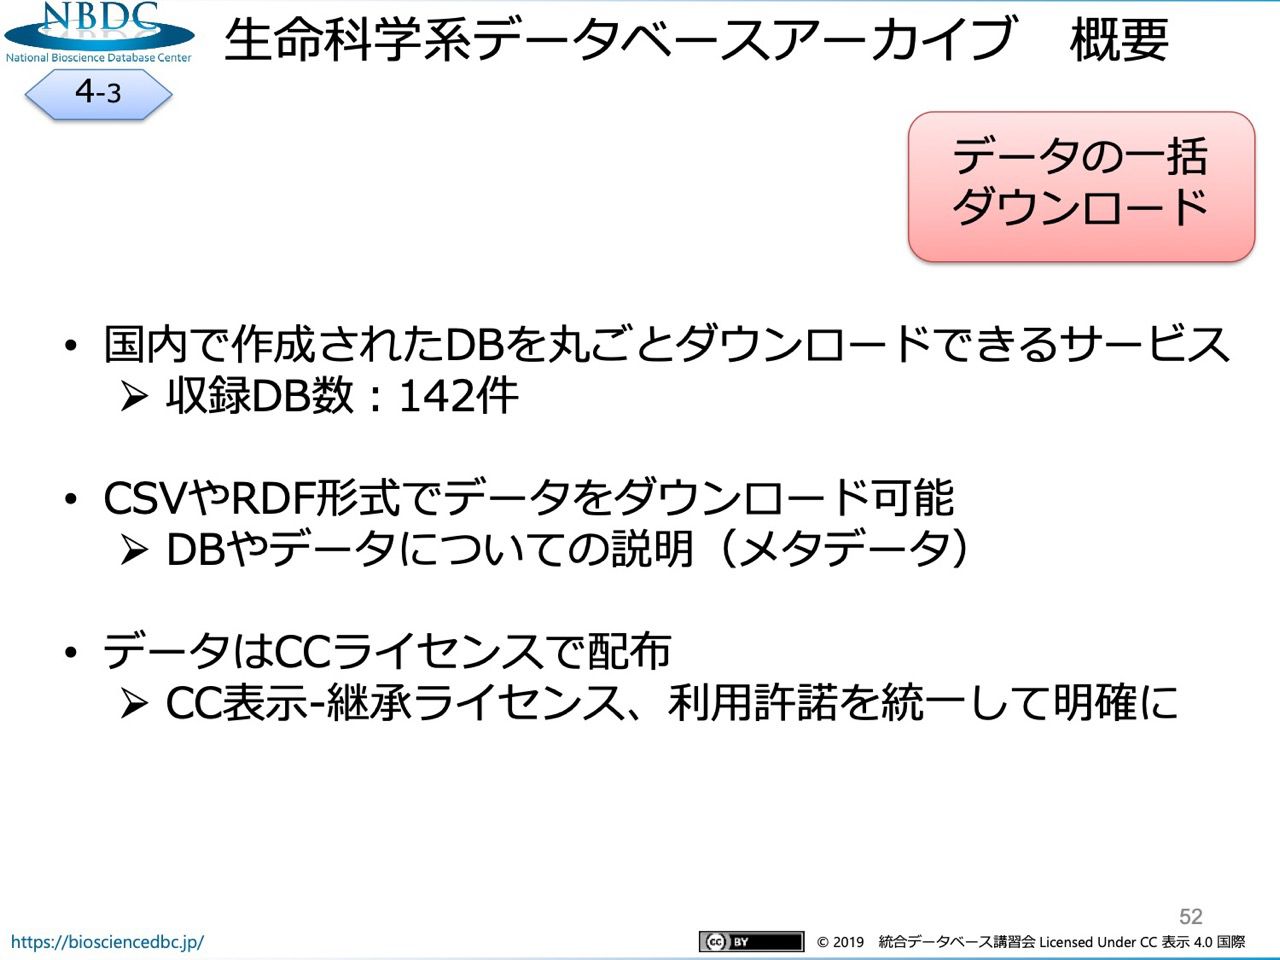 NBDC
National Bioscience Database Center
生命科学系データベースアーカイブ　概要
4-3
データの一括
ダウンロード
• 国内で作成されたDBを丸ごとダウンロードできるサービス
➢ 収録DB数：142件
• CSVやRDF形式でデータをダウンロード可能
➢ DBやデータについての説明（メタデータ）
• データはCCライセンスで配布
➢ CC表示-継承ライセンス、利用許諾を統一して明確に
52
https://biosciencedbc.jp/
cc BY
© 2019　統合データベース講習会 Licensed Under CC 表示 4.0 国際